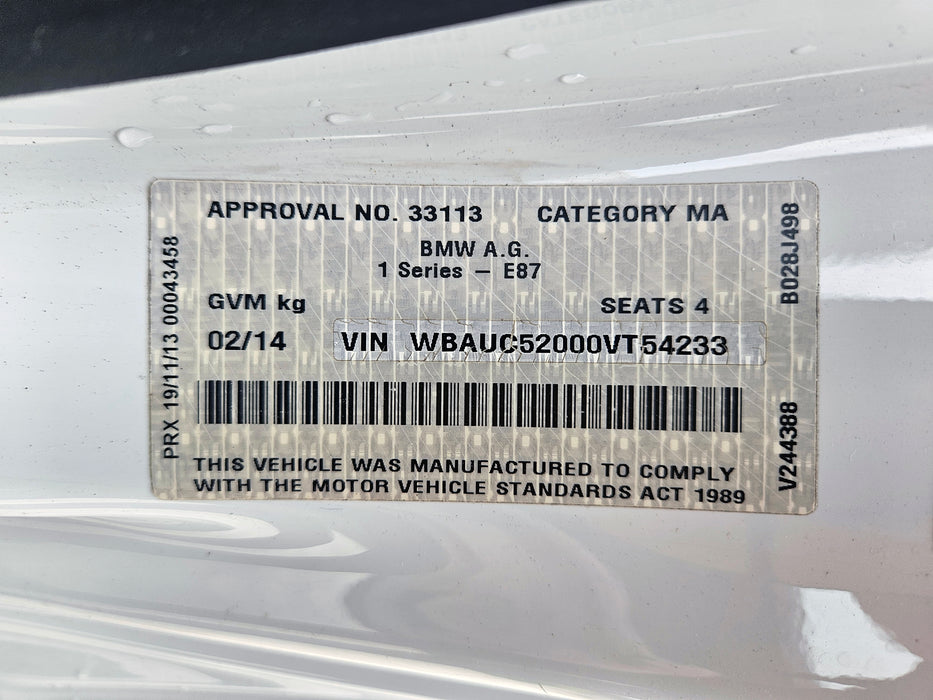 APPROVAL NO. 33113 CATEGORY MA
BMW A.G.
1 Series – E87
GVM kg SEATS 4
02/14 VIN WBAUC52000VT54233
THIS VEHICLE WAS MANUFACTURED TO COMPLY
WITH THE MOTOR VEHICLE STANDARDS ACT 1989
PRX 19/11/13 00043458
B028J498
V244388